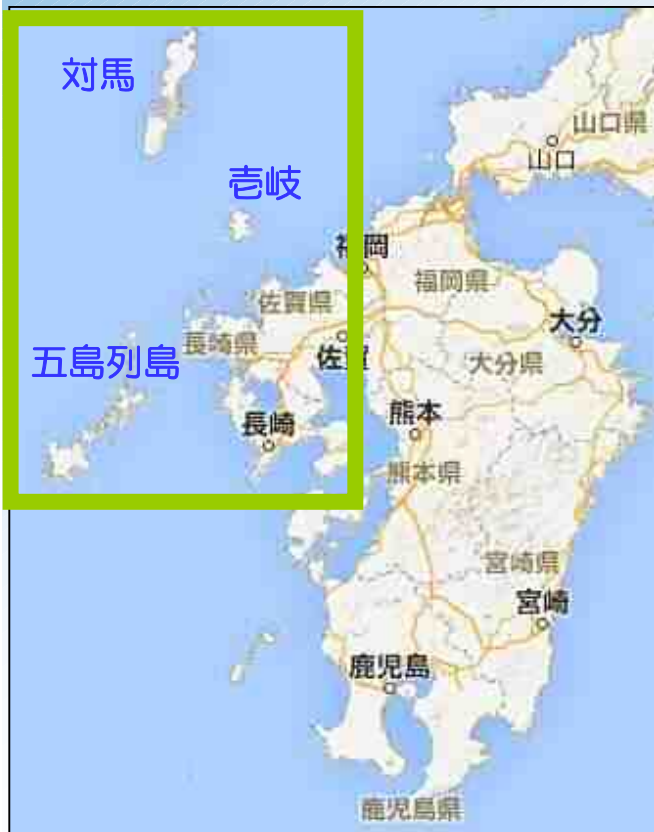 対馬
山口県
山口
壱岐
福岡
福岡県
佐賀県
大分
長崎県
佐賀
大分県
五島列島
長崎
熊本
熊本県
宮崎県
宮崎
鹿児島
鹿児島県